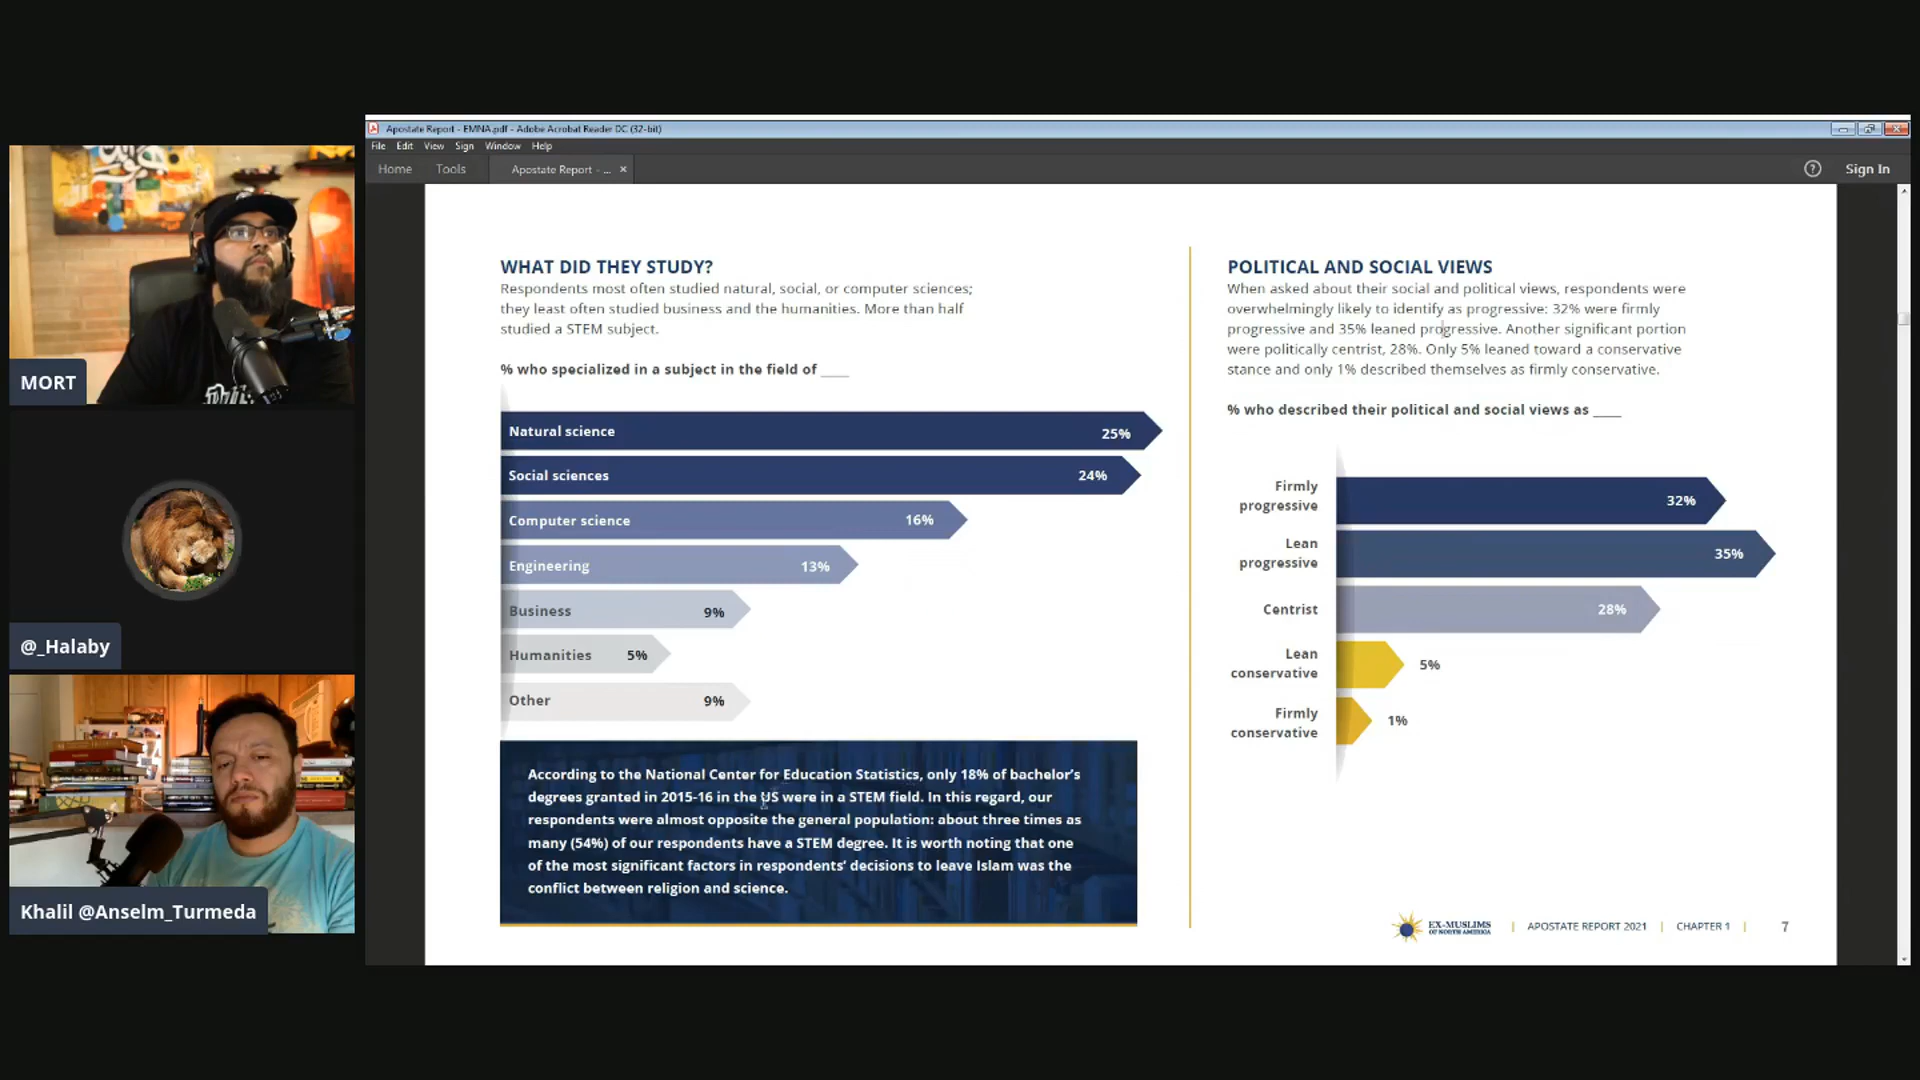 Apostate Report - EMNA.pdf - Adobe Acrobat Reader DC (32-bit)
File Edit View Sign Window Help
Home Tools Apostate Report - ... × ? Sign In
WHAT DID THEY STUDY?
Respondents most often studied natural, social, or computer sciences;
they least often studied business and the humanities. More than half
studied a STEM subject.
% who specialized in a subject in the field of ____
Natural science 25%
Social sciences 24%
Computer science 16%
Engineering 13%
Business 9%
Humanities 5%
Other 9%
According to the National Center for Education Statistics, only 18% of bachelor's
degrees granted in 2015-16 in the US were in a STEM field. In this regard, our
respondents were almost opposite the general population: about three times as
many (54%) of our respondents have a STEM degree. It is worth noting that one
of the most significant factors in respondents' decisions to leave Islam was the
conflict between religion and science.
POLITICAL AND SOCIAL VIEWS
When asked about their social and political views, respondents were
overwhelmingly likely to identify as progressive: 32% were firmly
progressive and 35% leaned progressive. Another significant portion
were politically centrist, 28%. Only 5% leaned toward a conservative
stance and only 1% described themselves as firmly conservative.
% who described their political and social views as ____
Firmly
progressive 32%
Lean
progressive 35%
Centrist 28%
Lean
conservative 5%
Firmly
conservative 1%
EX-MUSLIMS
OF NORTH AMERICA
| APOSTATE REPORT 2021 | CHAPTER 1 | 7
MORT
@_Halaby
Khalil @Anselm_Turmeda